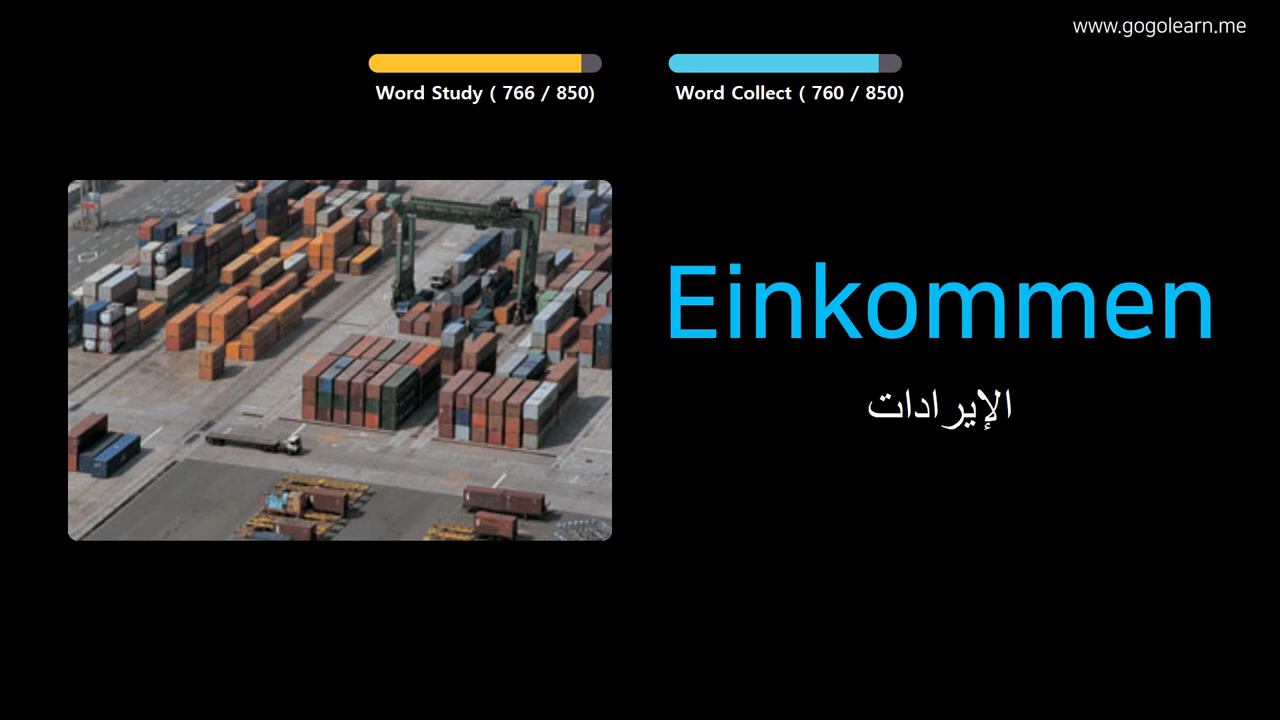 www.gogolearn.me
Word Study ( 766 / 850)
Word Collect ( 760 / 850)
Einkommen
الإيرادات